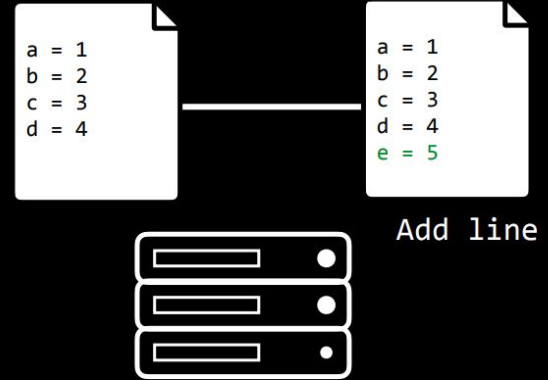 a = 1
b = 2
c = 3
d = 4
a = 1
b = 2
c = 3
d = 4
e = 5
Add line